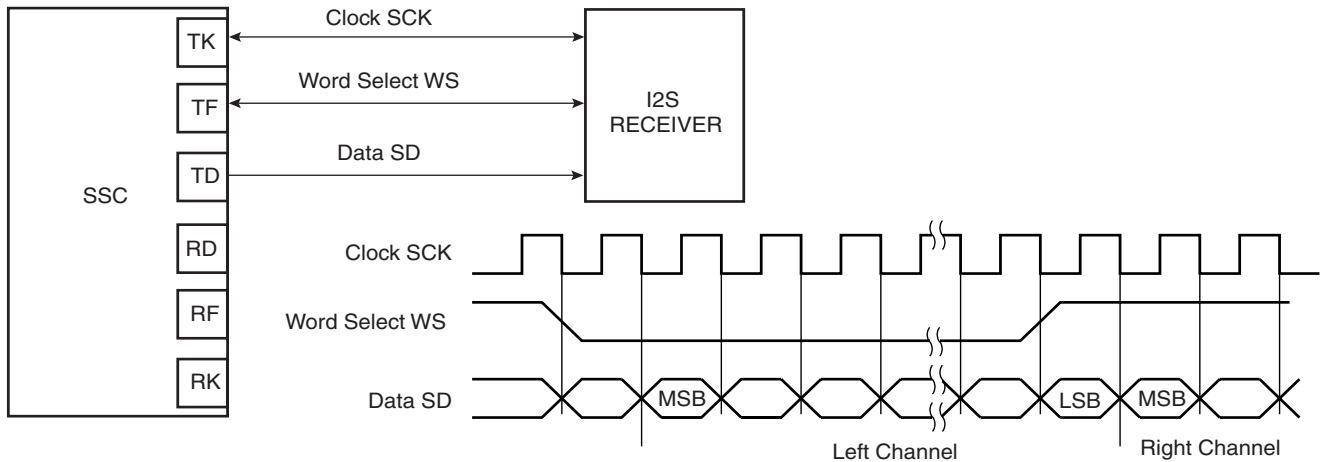 SSC
TK
TF
TD
RD
RF
RK
Clock SCK
Word Select WS
Data SD
I2S
RECEIVER
Clock SCK
Word Select WS
Data SD
MSB
LSB
MSB
Left Channel
Right Channel